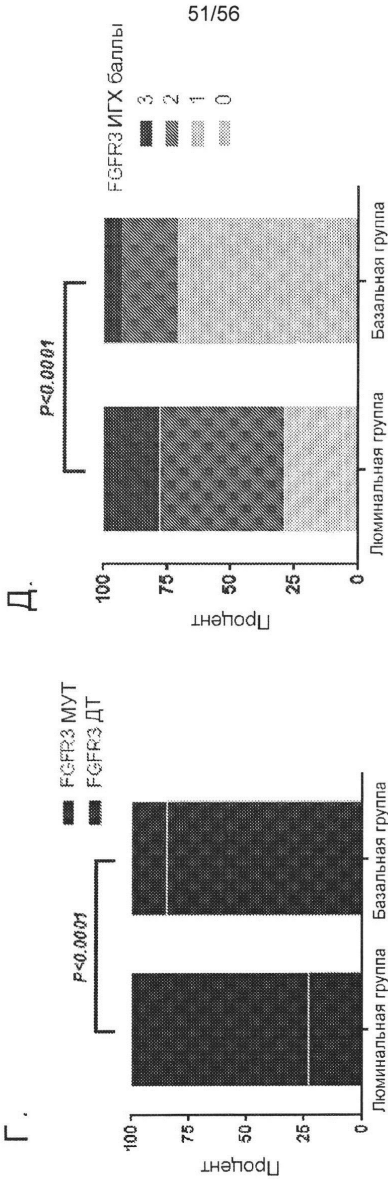 51/56
Г.
P<0.0001
FGFR3 МУТ
FGFR3 ДТ
Процент
100
75
50
25
0
Люминальная группа
Базальная группа
Д.
P<0.0001
FGFR3 ИГХ баллы
3
2
1
0
Процент
100
75
50
25
0
Люминальная группа
Базальная группа